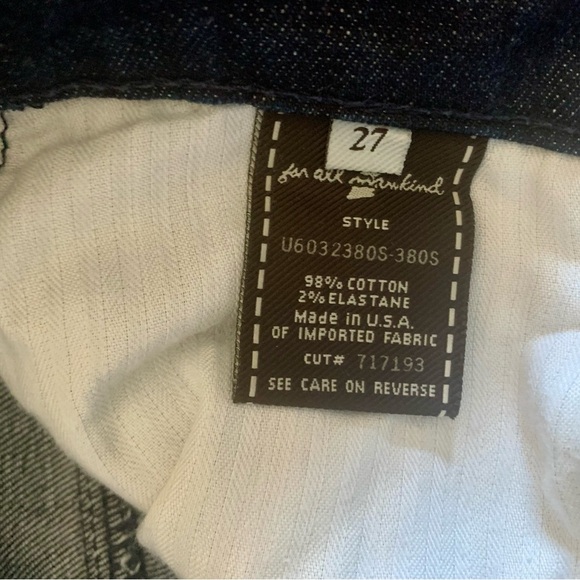 27
for all mankind
STYLE
U6032380S-380S
98% COTTON
2% ELASTANE
Made in U.S.A.
OF IMPORTED FABRIC
CUT# 717193
SEE CARE ON REVERSE